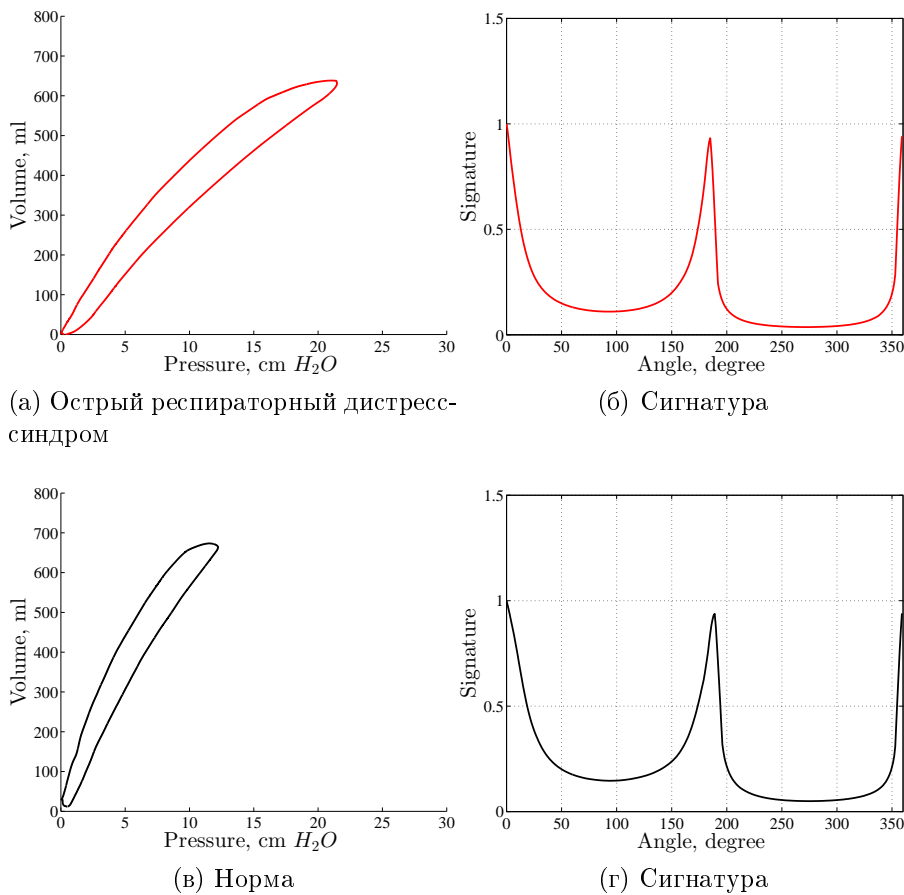 800
700
600
500
400
300
200
100
0
Volume, ml
0 5 10 15 20 25 30
Pressure, cm H₂O
1.5
1
0.5
0
Signature
0 50 100 150 200 250 300 350
Angle, degree
(а) Острый респираторный дистресс-
синдром
(б) Сигнатура
800
700
600
500
400
300
200
100
0
Volume, ml
0 5 10 15 20 25 30
Pressure, cm H₂O
1.5
1
0.5
0
Signature
0 50 100 150 200 250 300 350
Angle, degree
(в) Норма
(г) Сигнатура